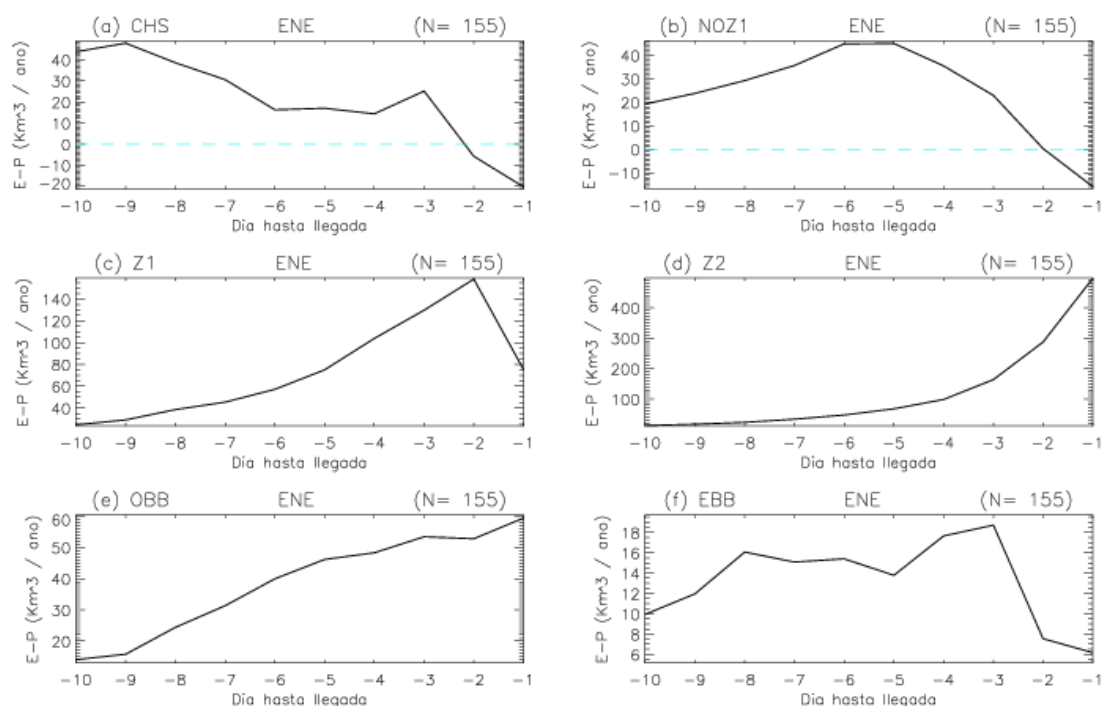 (a) CHS ENE (N= 155)
E-P (Km^3 / ano)
40
30
20
10
0
-10
-20
-10 -9 -8 -7 -6 -5 -4 -3 -2 -1
Día hasta llegada
(b) NOZ1 ENE (N= 155)
E-P (Km^3 / ano)
40
30
20
10
0
-10
-10 -9 -8 -7 -6 -5 -4 -3 -2 -1
Día hasta llegada
(c) Z1 ENE (N= 155)
E-P (Km^3 / ano)
140
120
100
80
60
40
-10 -9 -8 -7 -6 -5 -4 -3 -2 -1
Día hasta llegada
(d) Z2 ENE (N= 155)
E-P (Km^3 / ano)
400
300
200
100
-10 -9 -8 -7 -6 -5 -4 -3 -2 -1
Día hasta llegada
(e) OBB ENE (N= 155)
E-P (Km^3 / ano)
60
50
40
30
20
-10 -9 -8 -7 -6 -5 -4 -3 -2 -1
Día hasta llegada
(f) EBB ENE (N= 155)
E-P (Km^3 / ano)
18
16
14
12
10
8
6
-10 -9 -8 -7 -6 -5 -4 -3 -2 -1
Día hasta llegada